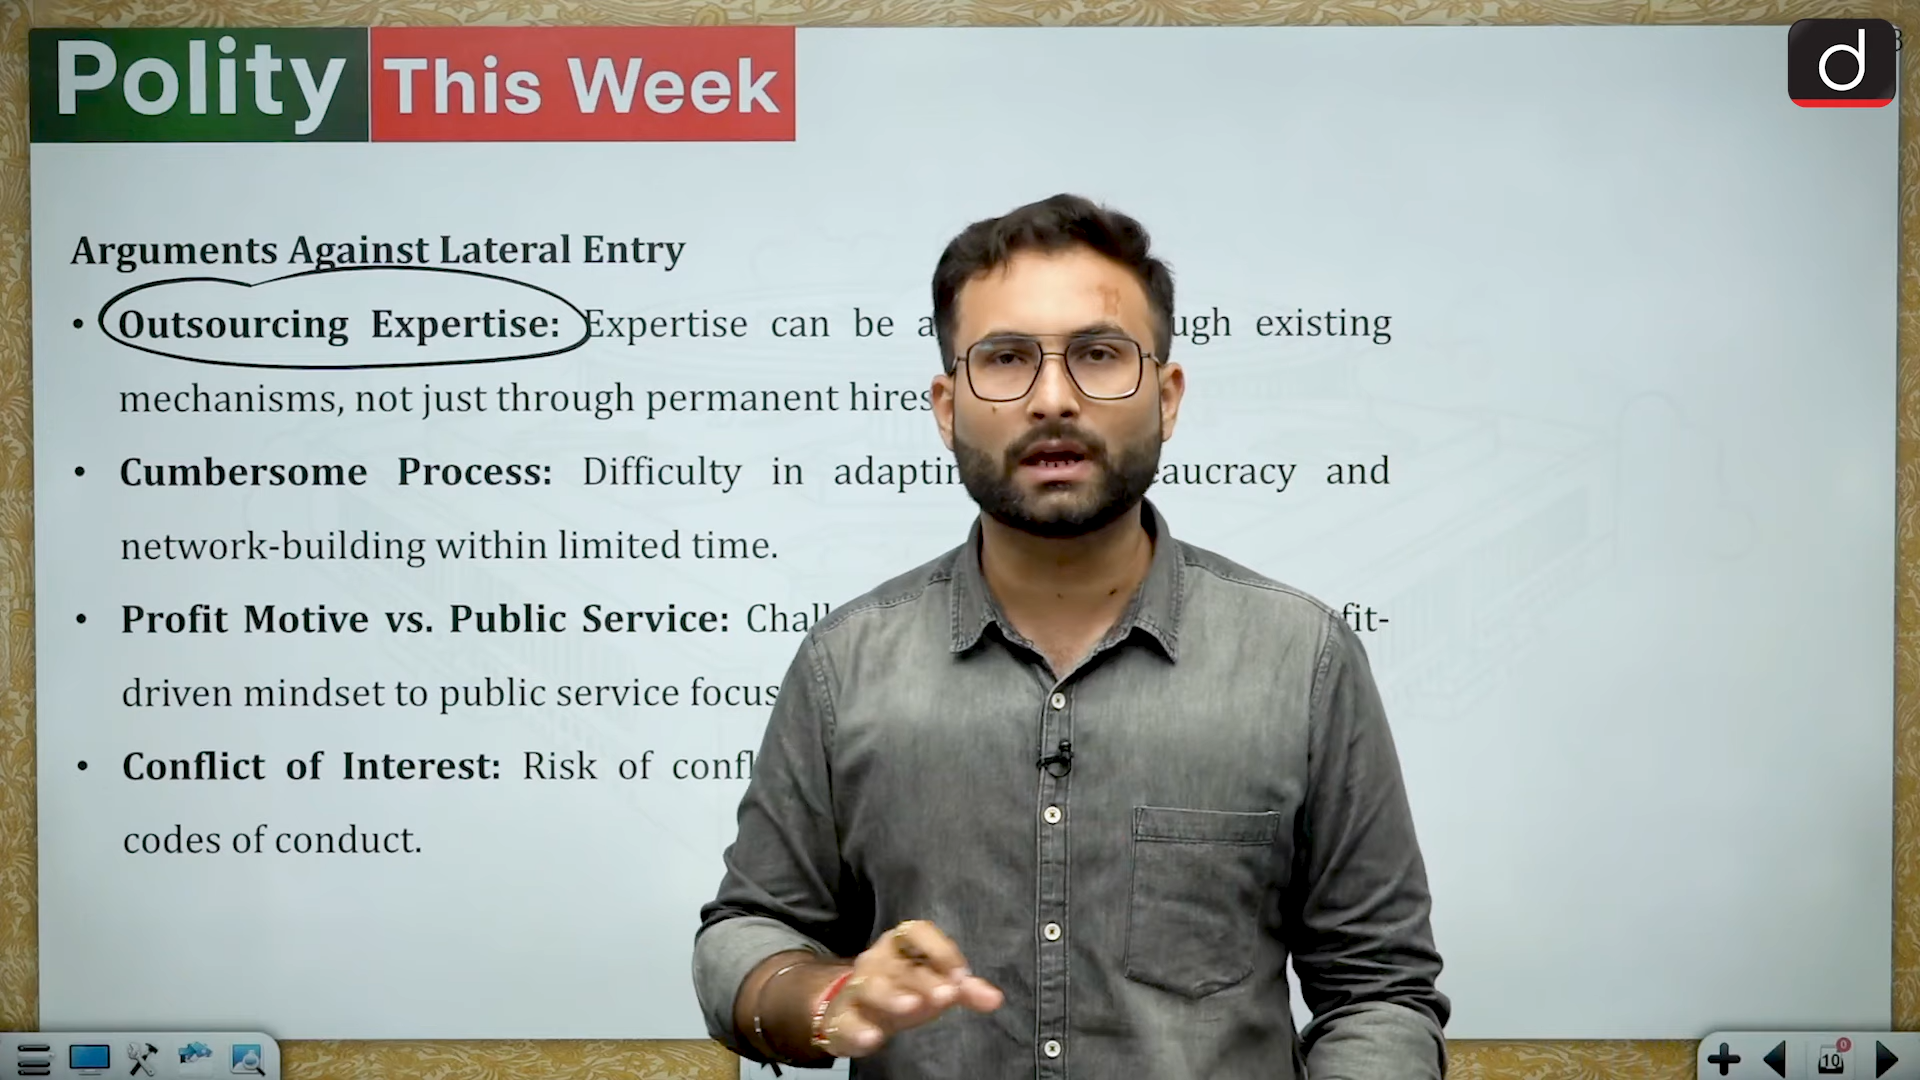 Polity This Week
d
Arguments Against Lateral Entry
• Outsourcing Expertise: Expertise can be a ugh existing
mechanisms, not just through permanent hires
• Cumbersome Process: Difficulty in adaptin aucracy and
network-building within limited time.
• Profit Motive vs. Public Service: Chall fit-
driven mindset to public service focus
• Conflict of Interest: Risk of confl
codes of conduct.
0
10